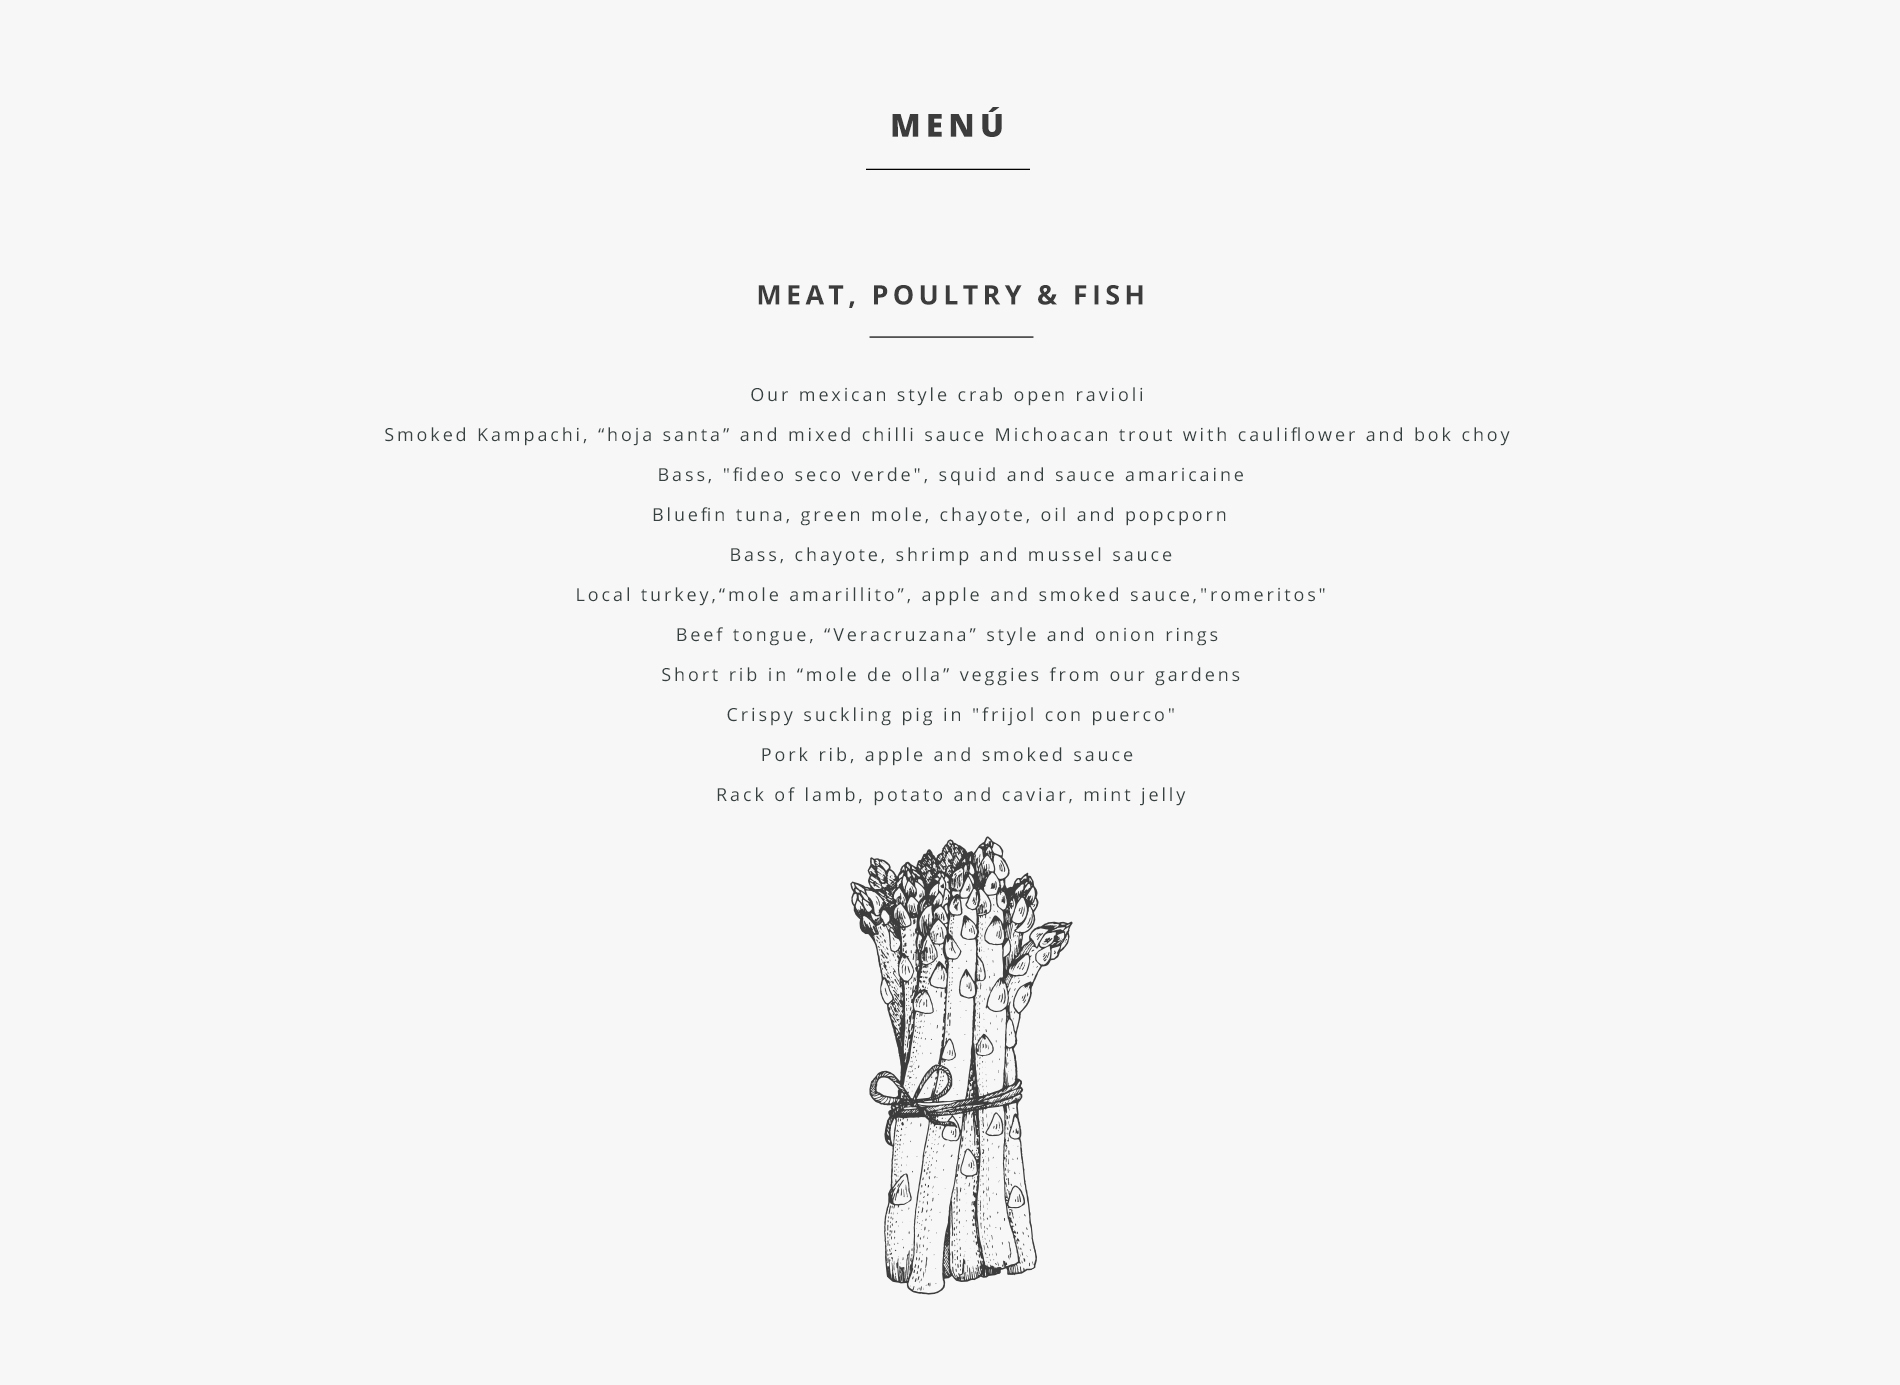 MENÚ
MEAT, POULTRY & FISH
Our mexican style crab open ravioli
Smoked Kampachi, “hoja santa” and mixed chilli sauce Michoacan trout with cauliflower and bok choy
Bass, "fideo seco verde", squid and sauce amaricaine
Bluefin tuna, green mole, chayote, oil and popcporn
Bass, chayote, shrimp and mussel sauce
Local turkey,“mole amarillito”, apple and smoked sauce,"romeritos"
Beef tongue, “Veracruzana” style and onion rings
Short rib in “mole de olla” veggies from our gardens
Crispy suckling pig in "frijol con puerco"
Pork rib, apple and smoked sauce
Rack of lamb, potato and caviar, mint jelly